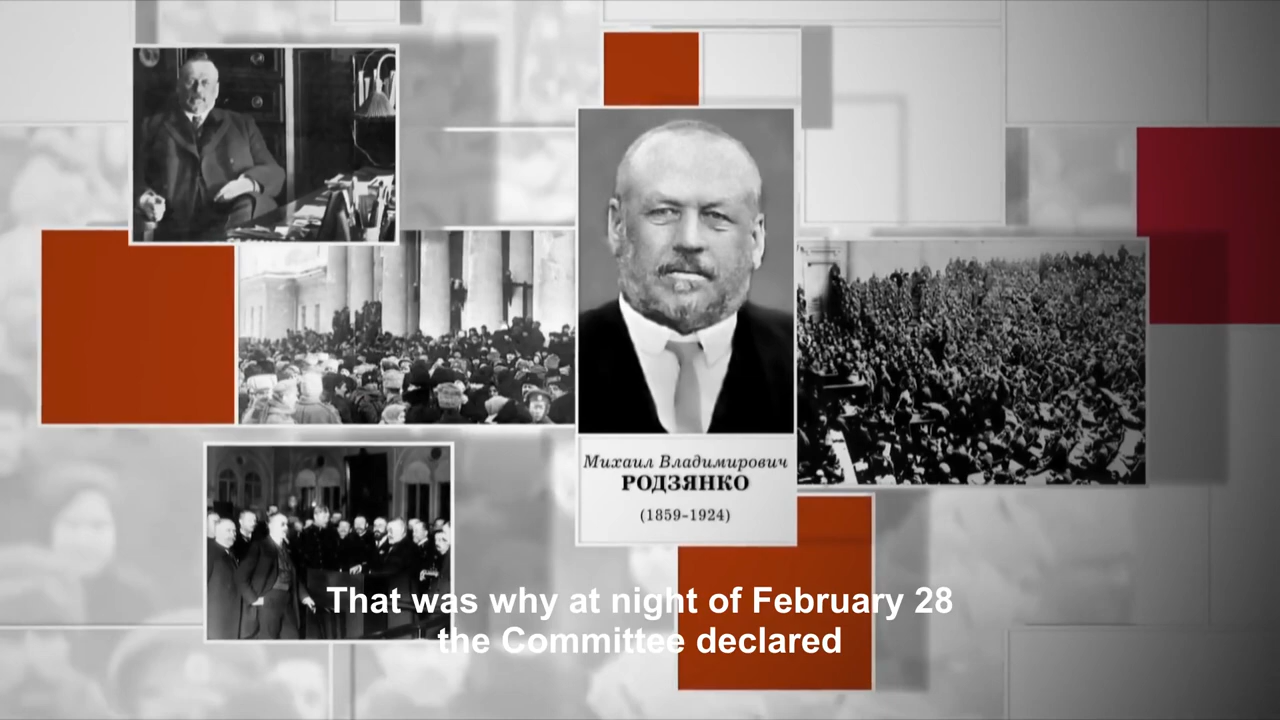 Михаил Владимирович
РОДЗЯНКО
(1859–1924)
That was why at night of February 28
the Committee declared